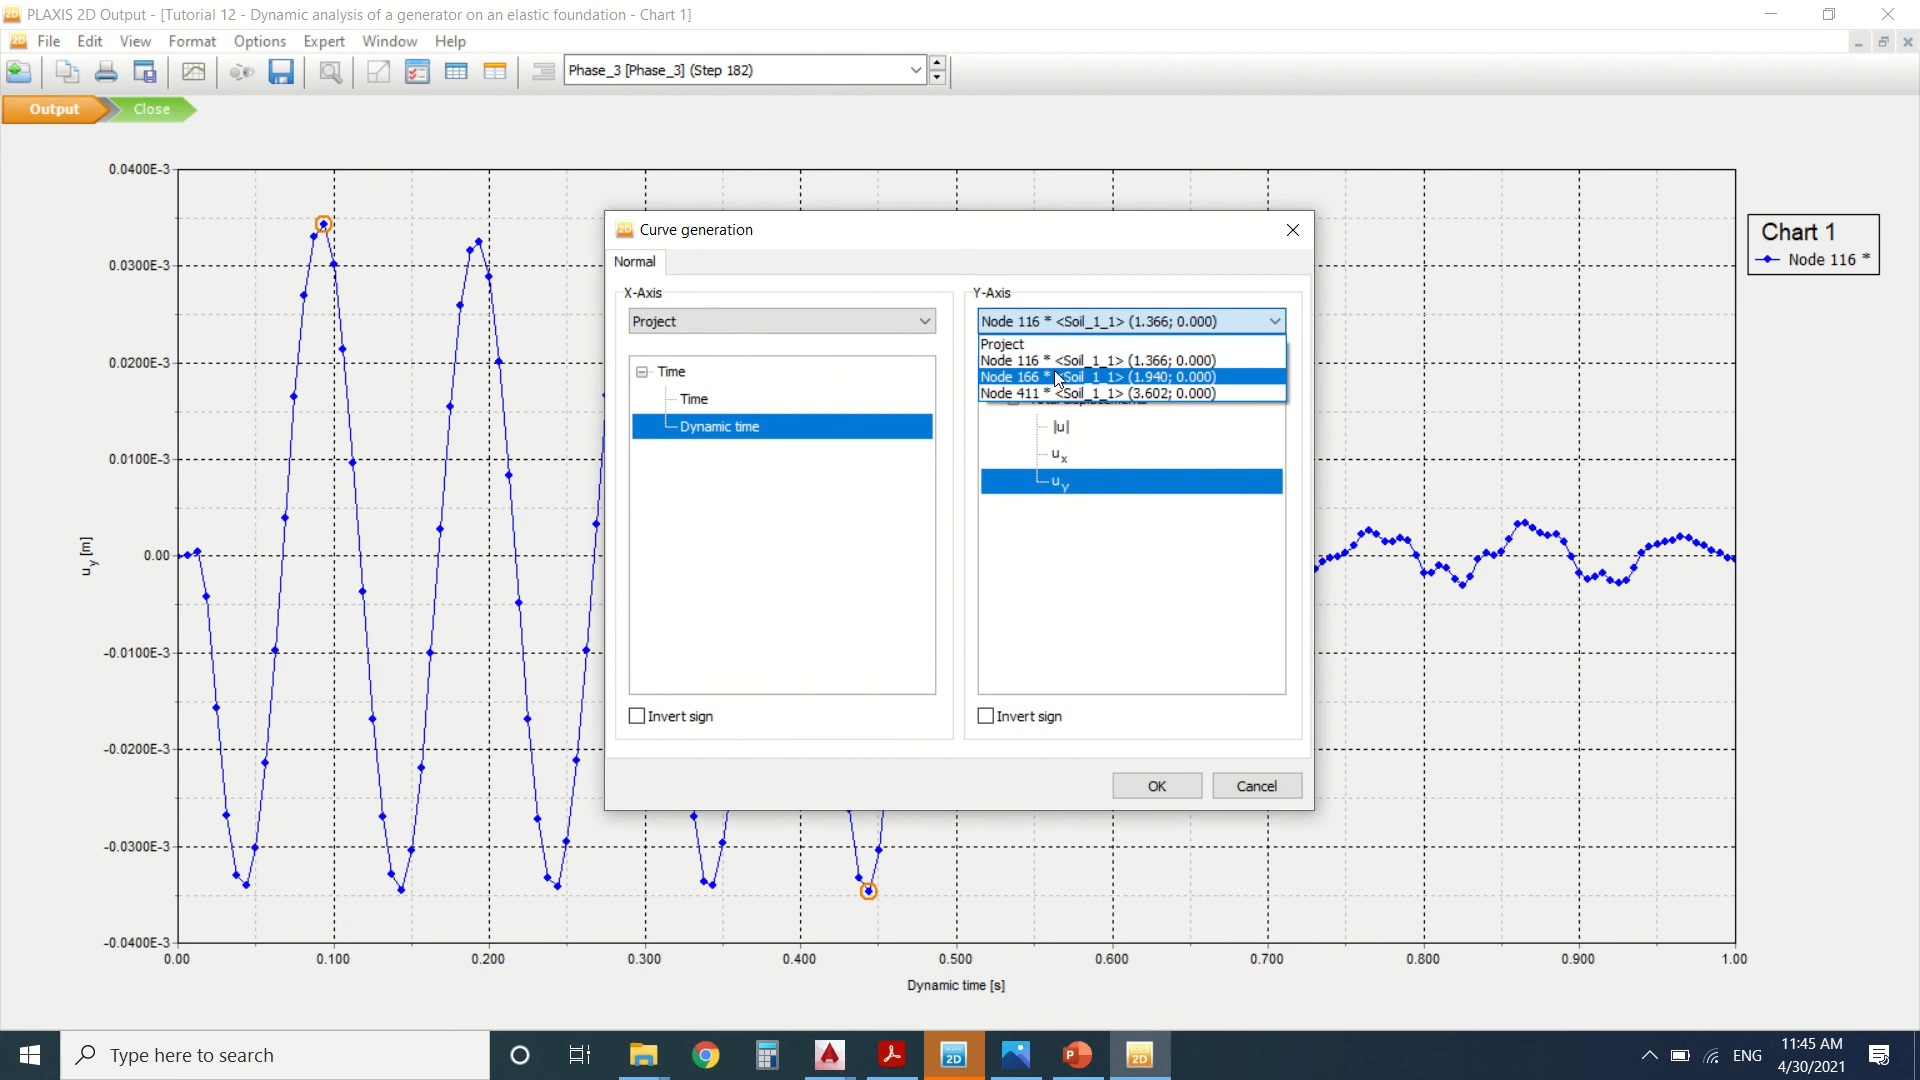 PLAXIS 2D Output - [Tutorial 12 - Dynamic analysis of a generator on an elastic foundation - Chart 1]
File Edit View Format Options Expert Window Help
Phase_3 [Phase_3] (Step 182)
Output Close
0.0400E-3
0.0300E-3
0.0200E-3
0.0100E-3
0.00
-0.0100E-3
-0.0200E-3
-0.0300E-3
-0.0400E-3
u_y [m]
0.00 0.100 0.200 0.300 0.400 0.500 0.600 0.700 0.800 0.900 1.00
Dynamic time [s]
Chart 1
Node 116 *
Curve generation
Normal
X-Axis
Project
Time
Time
Dynamic time
Invert sign
Y-Axis
Node 116 * <Soil_1_1> (1.366; 0.000)
Project
Node 116 * <Soil_1_1> (1.366; 0.000)
Node 166 * <Soil_1_1> (1.940; 0.000)
Node 411 * <Soil_1_1> (3.602; 0.000)
|u|
u_x
u_y
Invert sign
OK Cancel
Type here to search
ENG
11:45 AM
4/30/2021